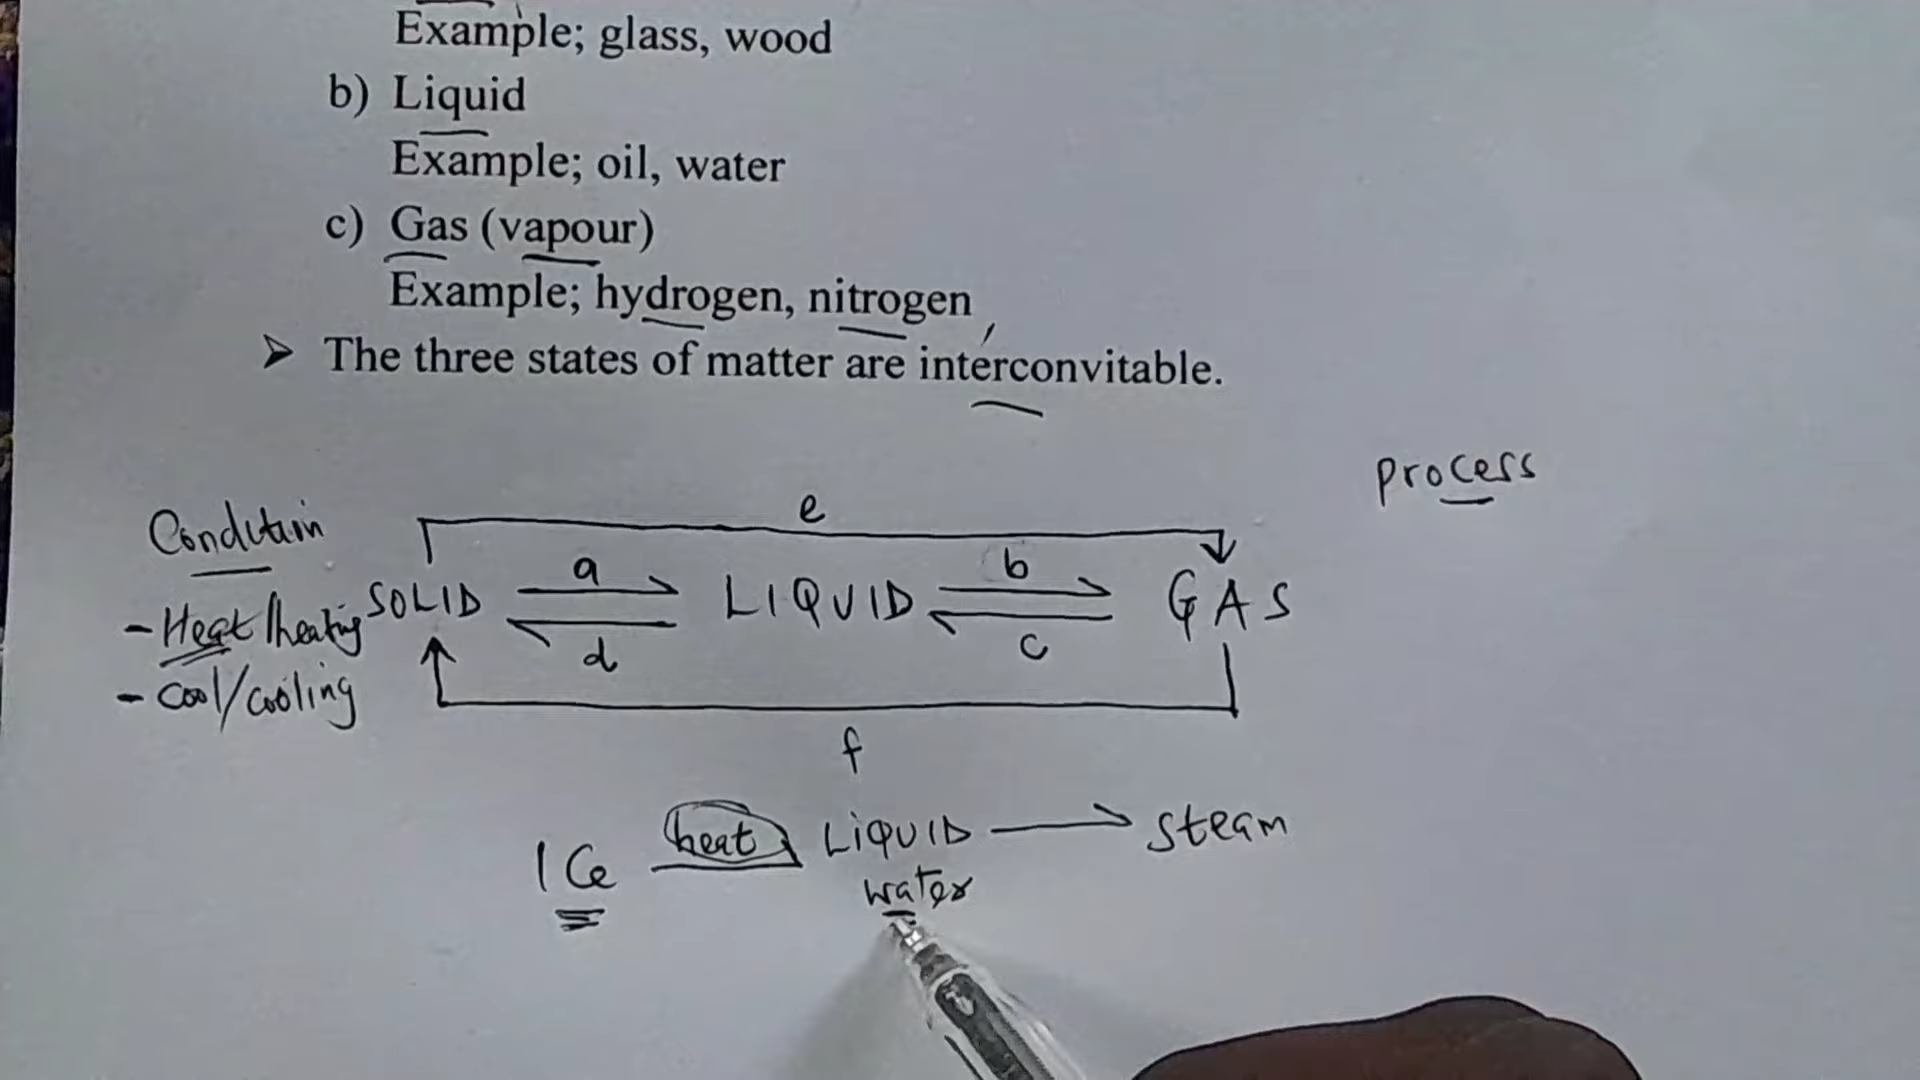 Example; glass, wood
b) Liquid
Example; oil, water
c) Gas (vapour)
Example; hydrogen, nitrogen
➢ The three states of matter are interconvitable.
process
Condition
e
a
b
SOLID LIQUID GAS
- Heat/heating
d
c
- Cool/cooling
f
ICe heat LIQUID steam
water